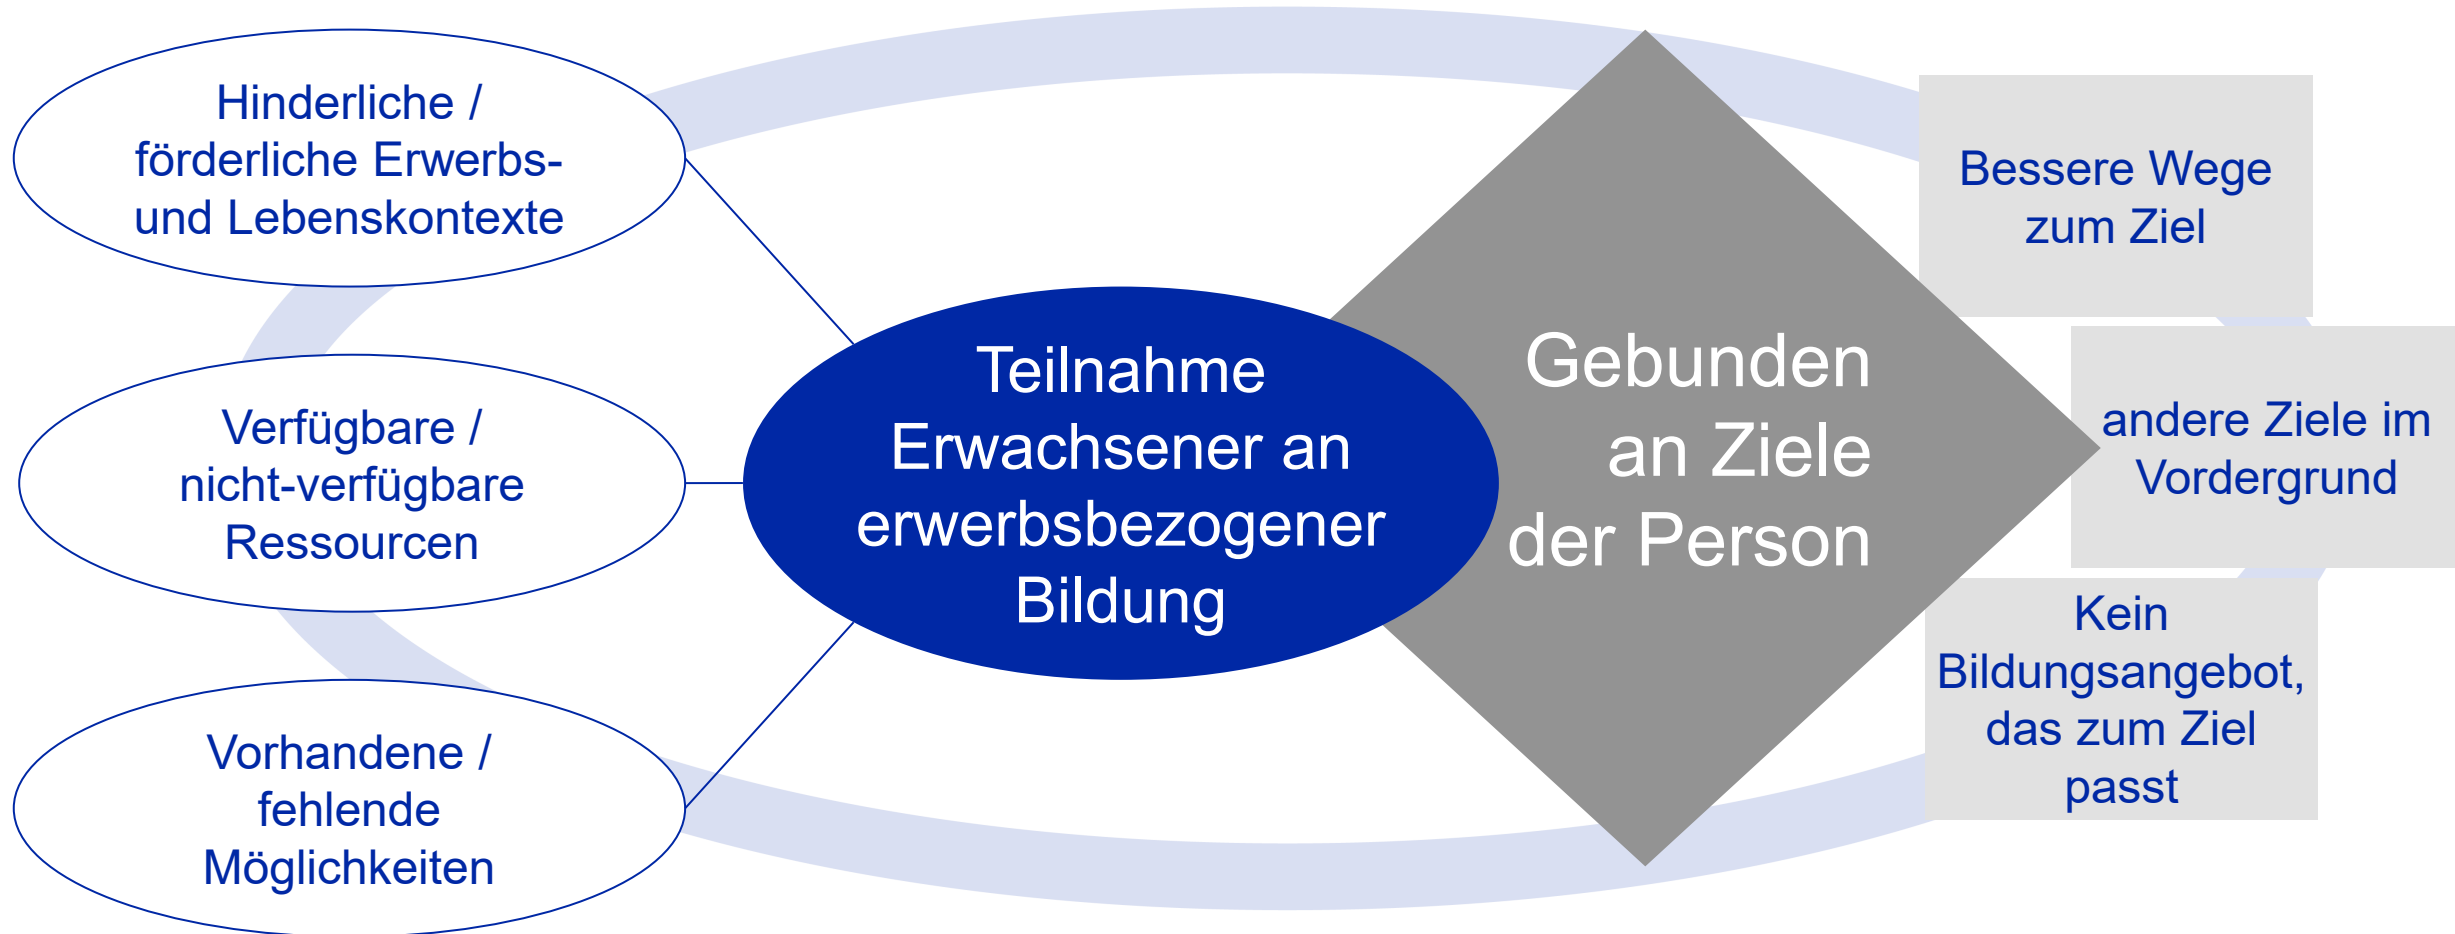 Hinderliche /
förderliche Erwerbs-
und Lebenskontexte
Verfügbare /
nicht-verfügbare
Ressourcen
Vorhandene /
fehlende
Möglichkeiten
Teilnahme
Erwachsener an
erwerbsbezogener
Bildung
Gebunden
an Ziele
der Person
Bessere Wege
zum Ziel
andere Ziele im
Vordergrund
Kein
Bildungsangebot,
das zum Ziel
passt